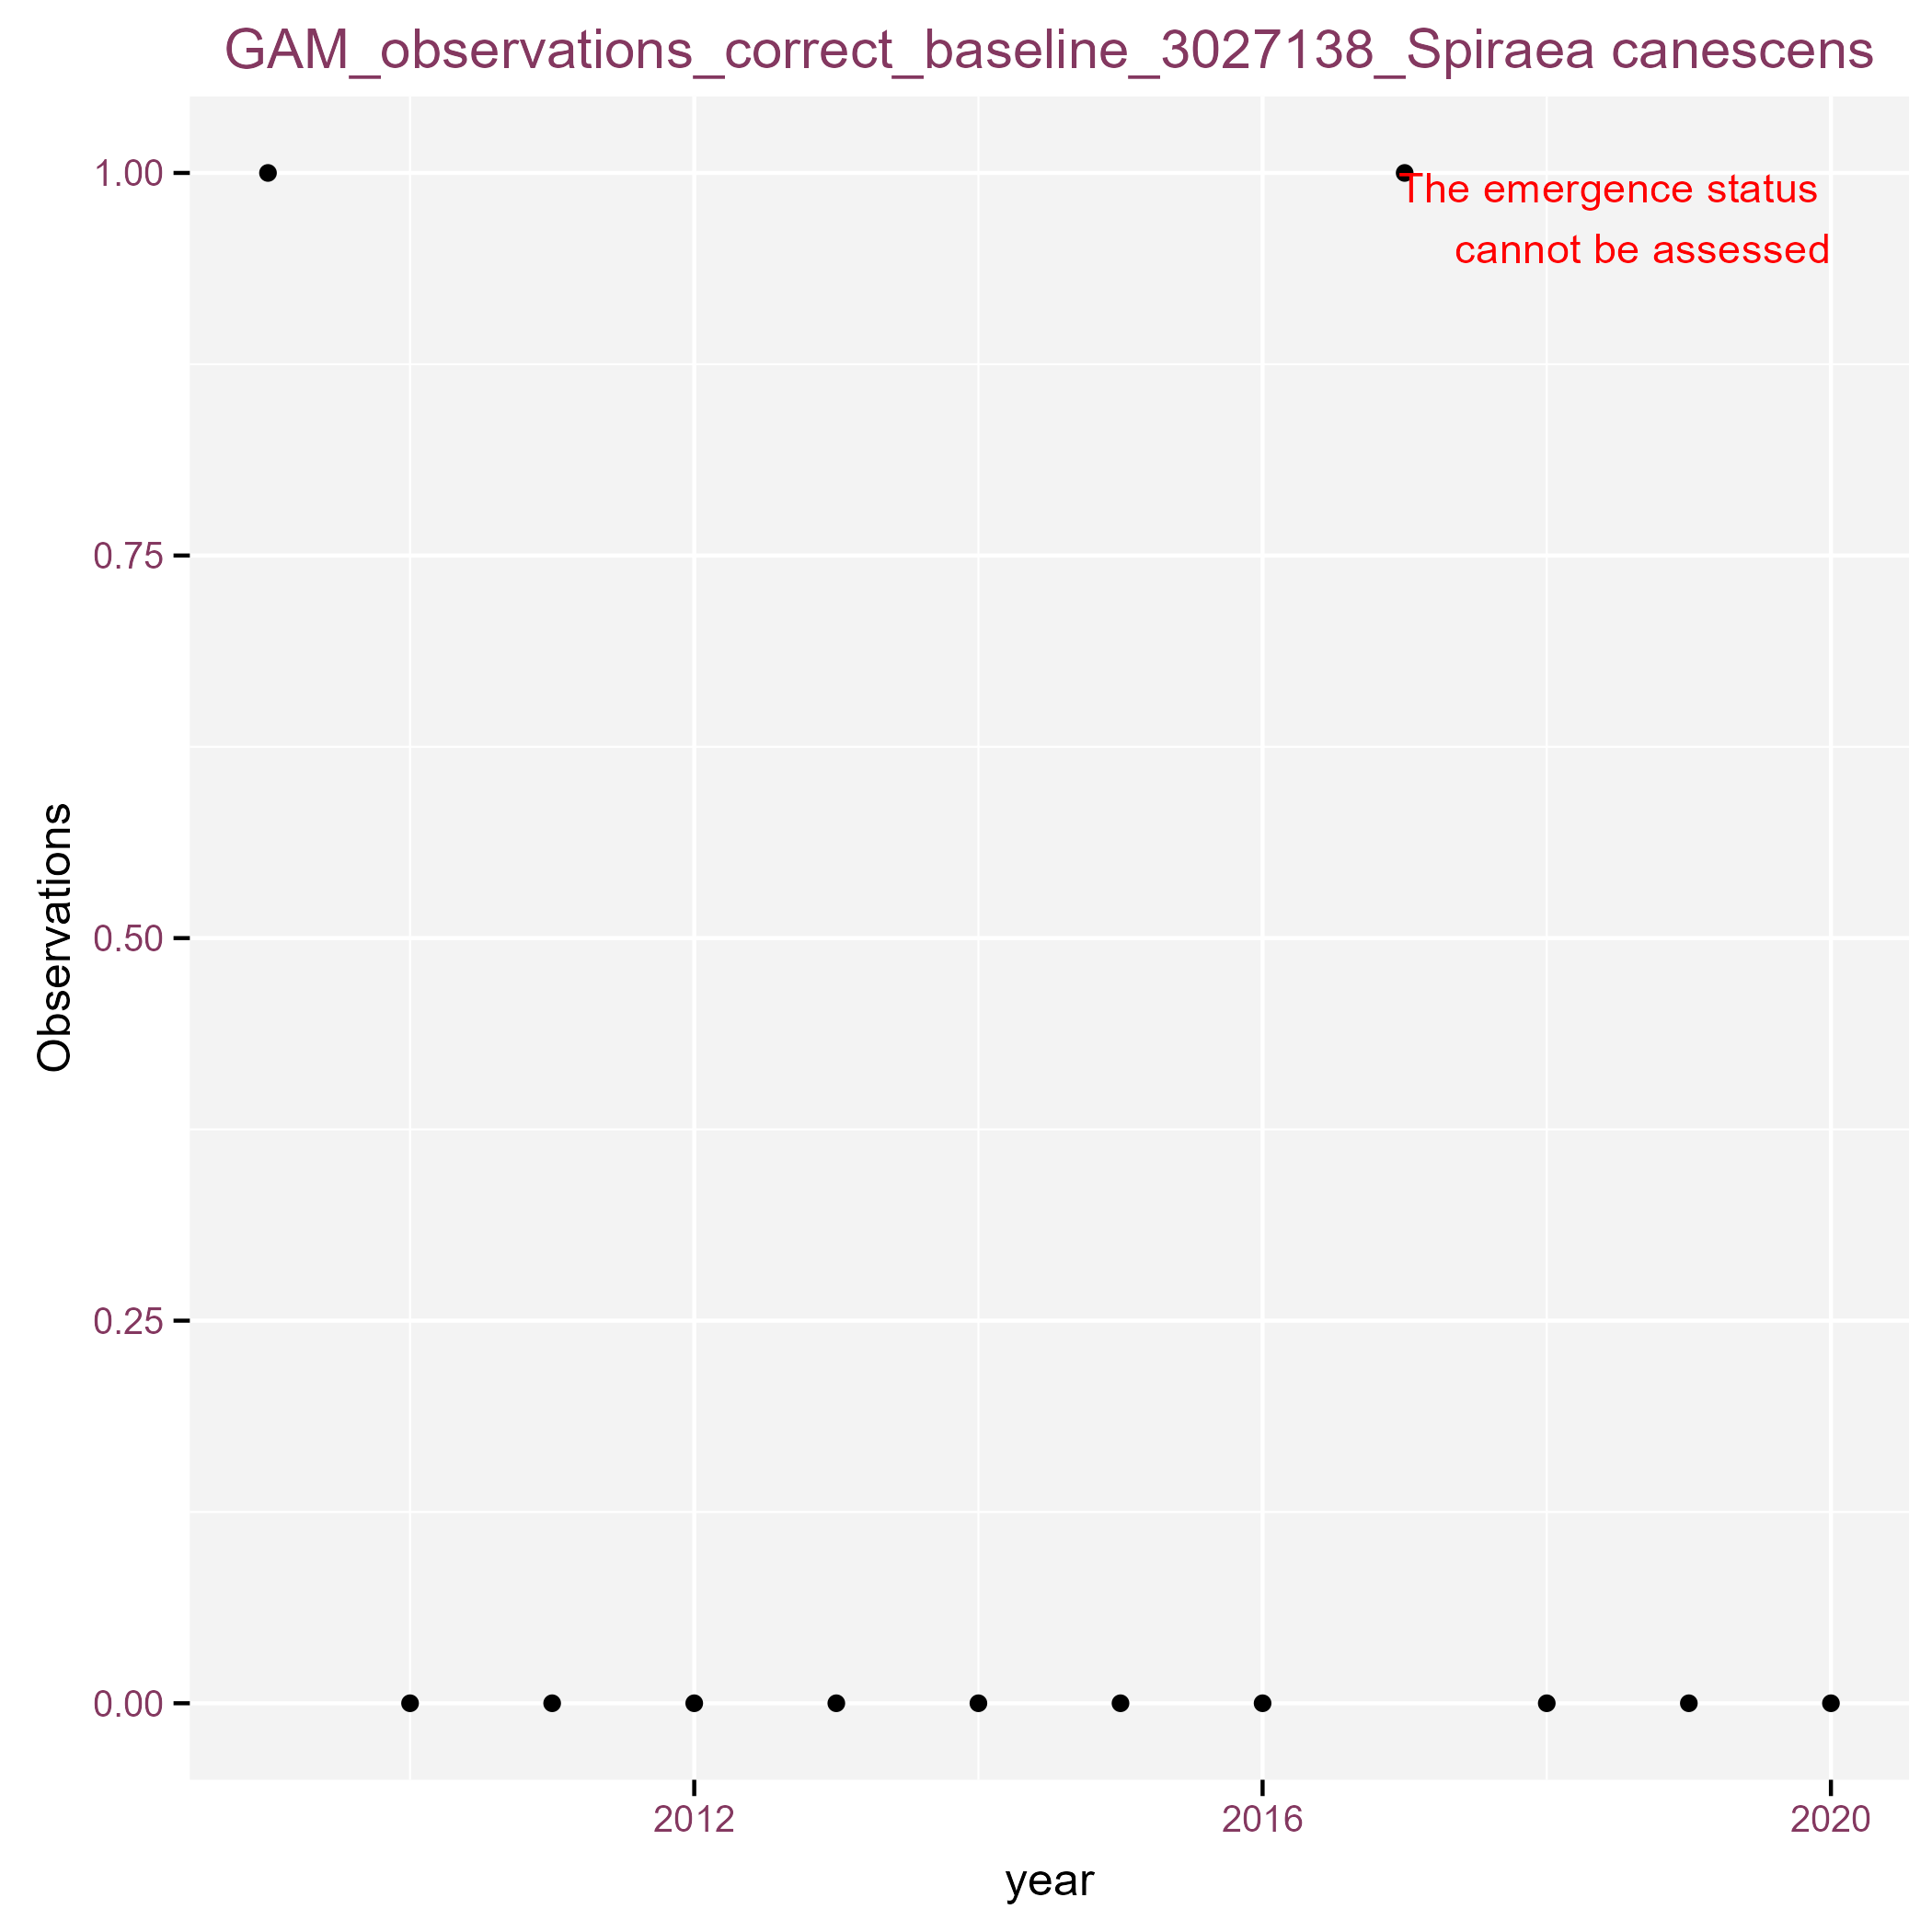 GAM_observations_correct_baseline_3027138_Spiraea canescens
The emergence status
cannot be assessed
1.00
0.75
0.50
0.25
0.00
Observations
2012
2016
2020
year